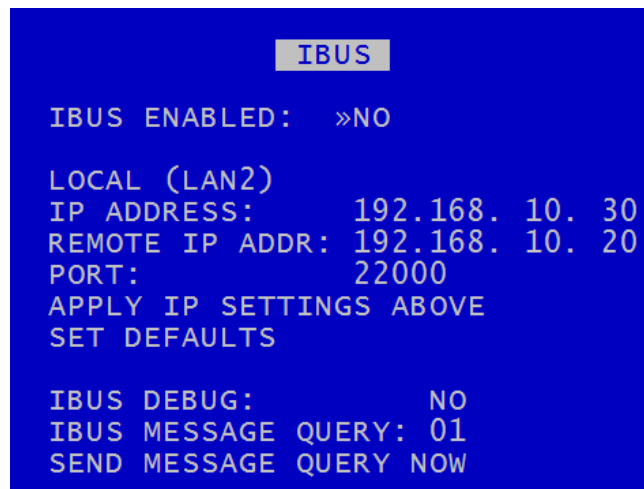 IBUS
IBUS ENABLED: »NO
LOCAL (LAN2)
IP ADDRESS: 192.168. 10. 30
REMOTE IP ADDR: 192.168. 10. 20
PORT: 22000
APPLY IP SETTINGS ABOVE
SET DEFAULTS
IBUS DEBUG: NO
IBUS MESSAGE QUERY: 01
SEND MESSAGE QUERY NOW